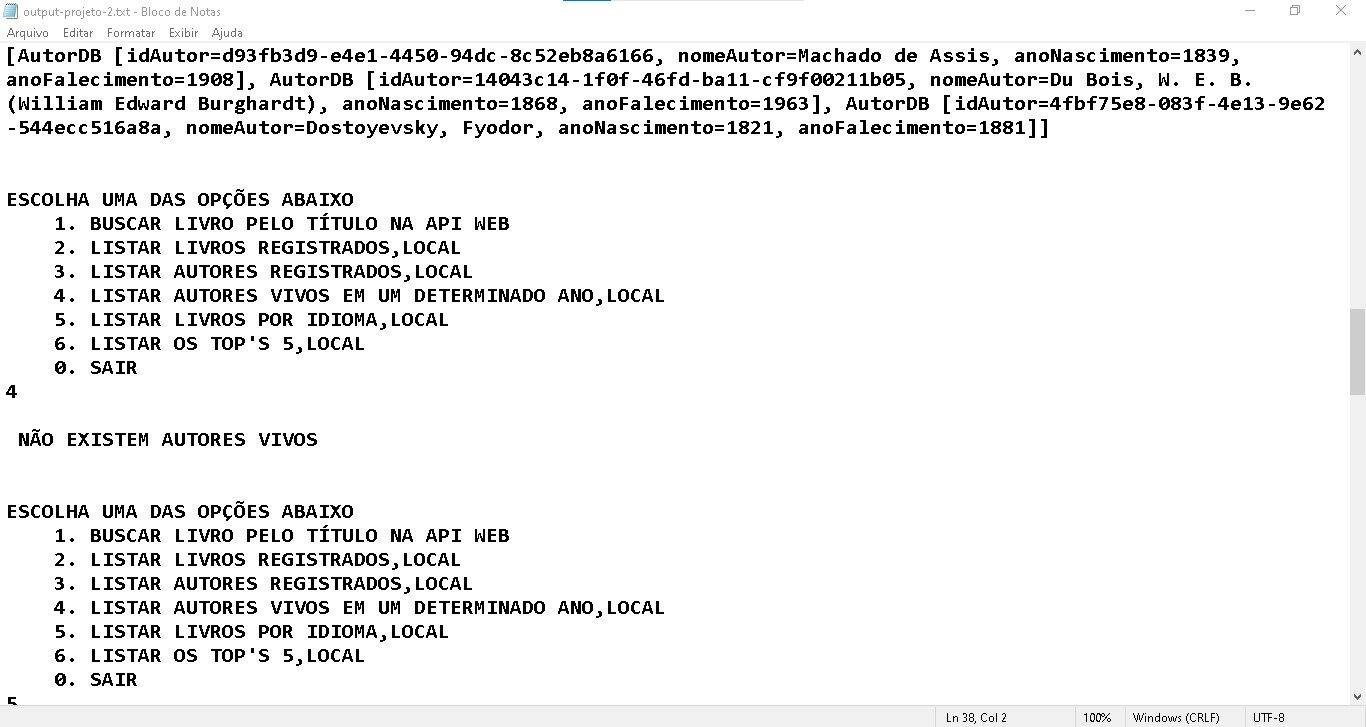 output-projeto-2.txt - Bloco de Notas
Arquivo Editar Formatar Exibir Ajuda
[AutorDB [idAutor=d93fb3d9-e4e1-4450-94dc-8c52eb8a6166, nomeAutor=Machado de Assis, anoNascimento=1839,
anoFalecimento=1908], AutorDB [idAutor=14043c14-1f0f-46fd-ba11-cf9f00211b05, nomeAutor=Du Bois, W. E. B.
(William Edward Burghardt), anoNascimento=1868, anoFalecimento=1963], AutorDB [idAutor=4fbf75e8-083f-4e13-9e62
-544ecc516a8a, nomeAutor=Dostoyevsky, Fyodor, anoNascimento=1821, anoFalecimento=1881]]
ESCOLHA UMA DAS OPÇÕES ABAIXO
1. BUSCAR LIVRO PELO TÍTULO NA API WEB
2. LISTAR LIVROS REGISTRADOS,LOCAL
3. LISTAR AUTORES REGISTRADOS,LOCAL
4. LISTAR AUTORES VIVOS EM UM DETERMINADO ANO,LOCAL
5. LISTAR LIVROS POR IDIOMA,LOCAL
6. LISTAR OS TOP'S 5,LOCAL
0. SAIR
4
NÃO EXISTEM AUTORES VIVOS
ESCOLHA UMA DAS OPÇÕES ABAIXO
1. BUSCAR LIVRO PELO TÍTULO NA API WEB
2. LISTAR LIVROS REGISTRADOS,LOCAL
3. LISTAR AUTORES REGISTRADOS,LOCAL
4. LISTAR AUTORES VIVOS EM UM DETERMINADO ANO,LOCAL
5. LISTAR LIVROS POR IDIOMA,LOCAL
6. LISTAR OS TOP'S 5,LOCAL
0. SAIR
5
Ln 38, Col 2 100% Windows (CRLF) UTF-8